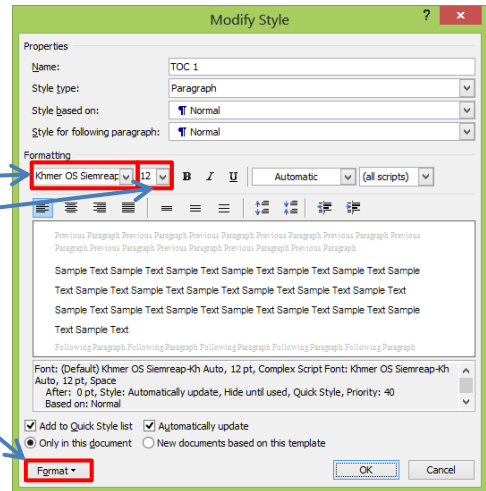 Modify Style
?
×
Properties
Name: TOC 1
Style type: Paragraph
Style based on: ¶ Normal
Style for following paragraph: ¶ Normal
Formatting
Khmer OS Siemreap 12 B I U Automatic (all scripts)
Previous Paragraph Previous Paragraph Previous Paragraph Previous Paragraph Previous Paragraph Previous
Paragraph Previous Paragraph Previous Paragraph Previous Paragraph Previous Paragraph
Sample Text Sample Text Sample Text Sample Text Sample Text Sample Text Sample
Text Sample Text Sample Text Sample Text Sample Text Sample Text Sample Text
Sample Text Sample Text Sample Text Sample Text Sample Text Sample Text Sample
Text Sample Text
Following Paragraph Following Paragraph Following Paragraph Following Paragraph Following Paragraph
Font: (Default) Khmer OS Siemreap-Kh Auto, 12 pt, Complex Script Font: Khmer OS Siemreap-Kh
Auto, 12 pt, Space
After: 0 pt, Style: Automatically update, Hide until used, Quick Style, Priority: 40
Based on: Normal
Add to Quick Style list Automatically update
Only in this document New documents based on this template
Format OK Cancel